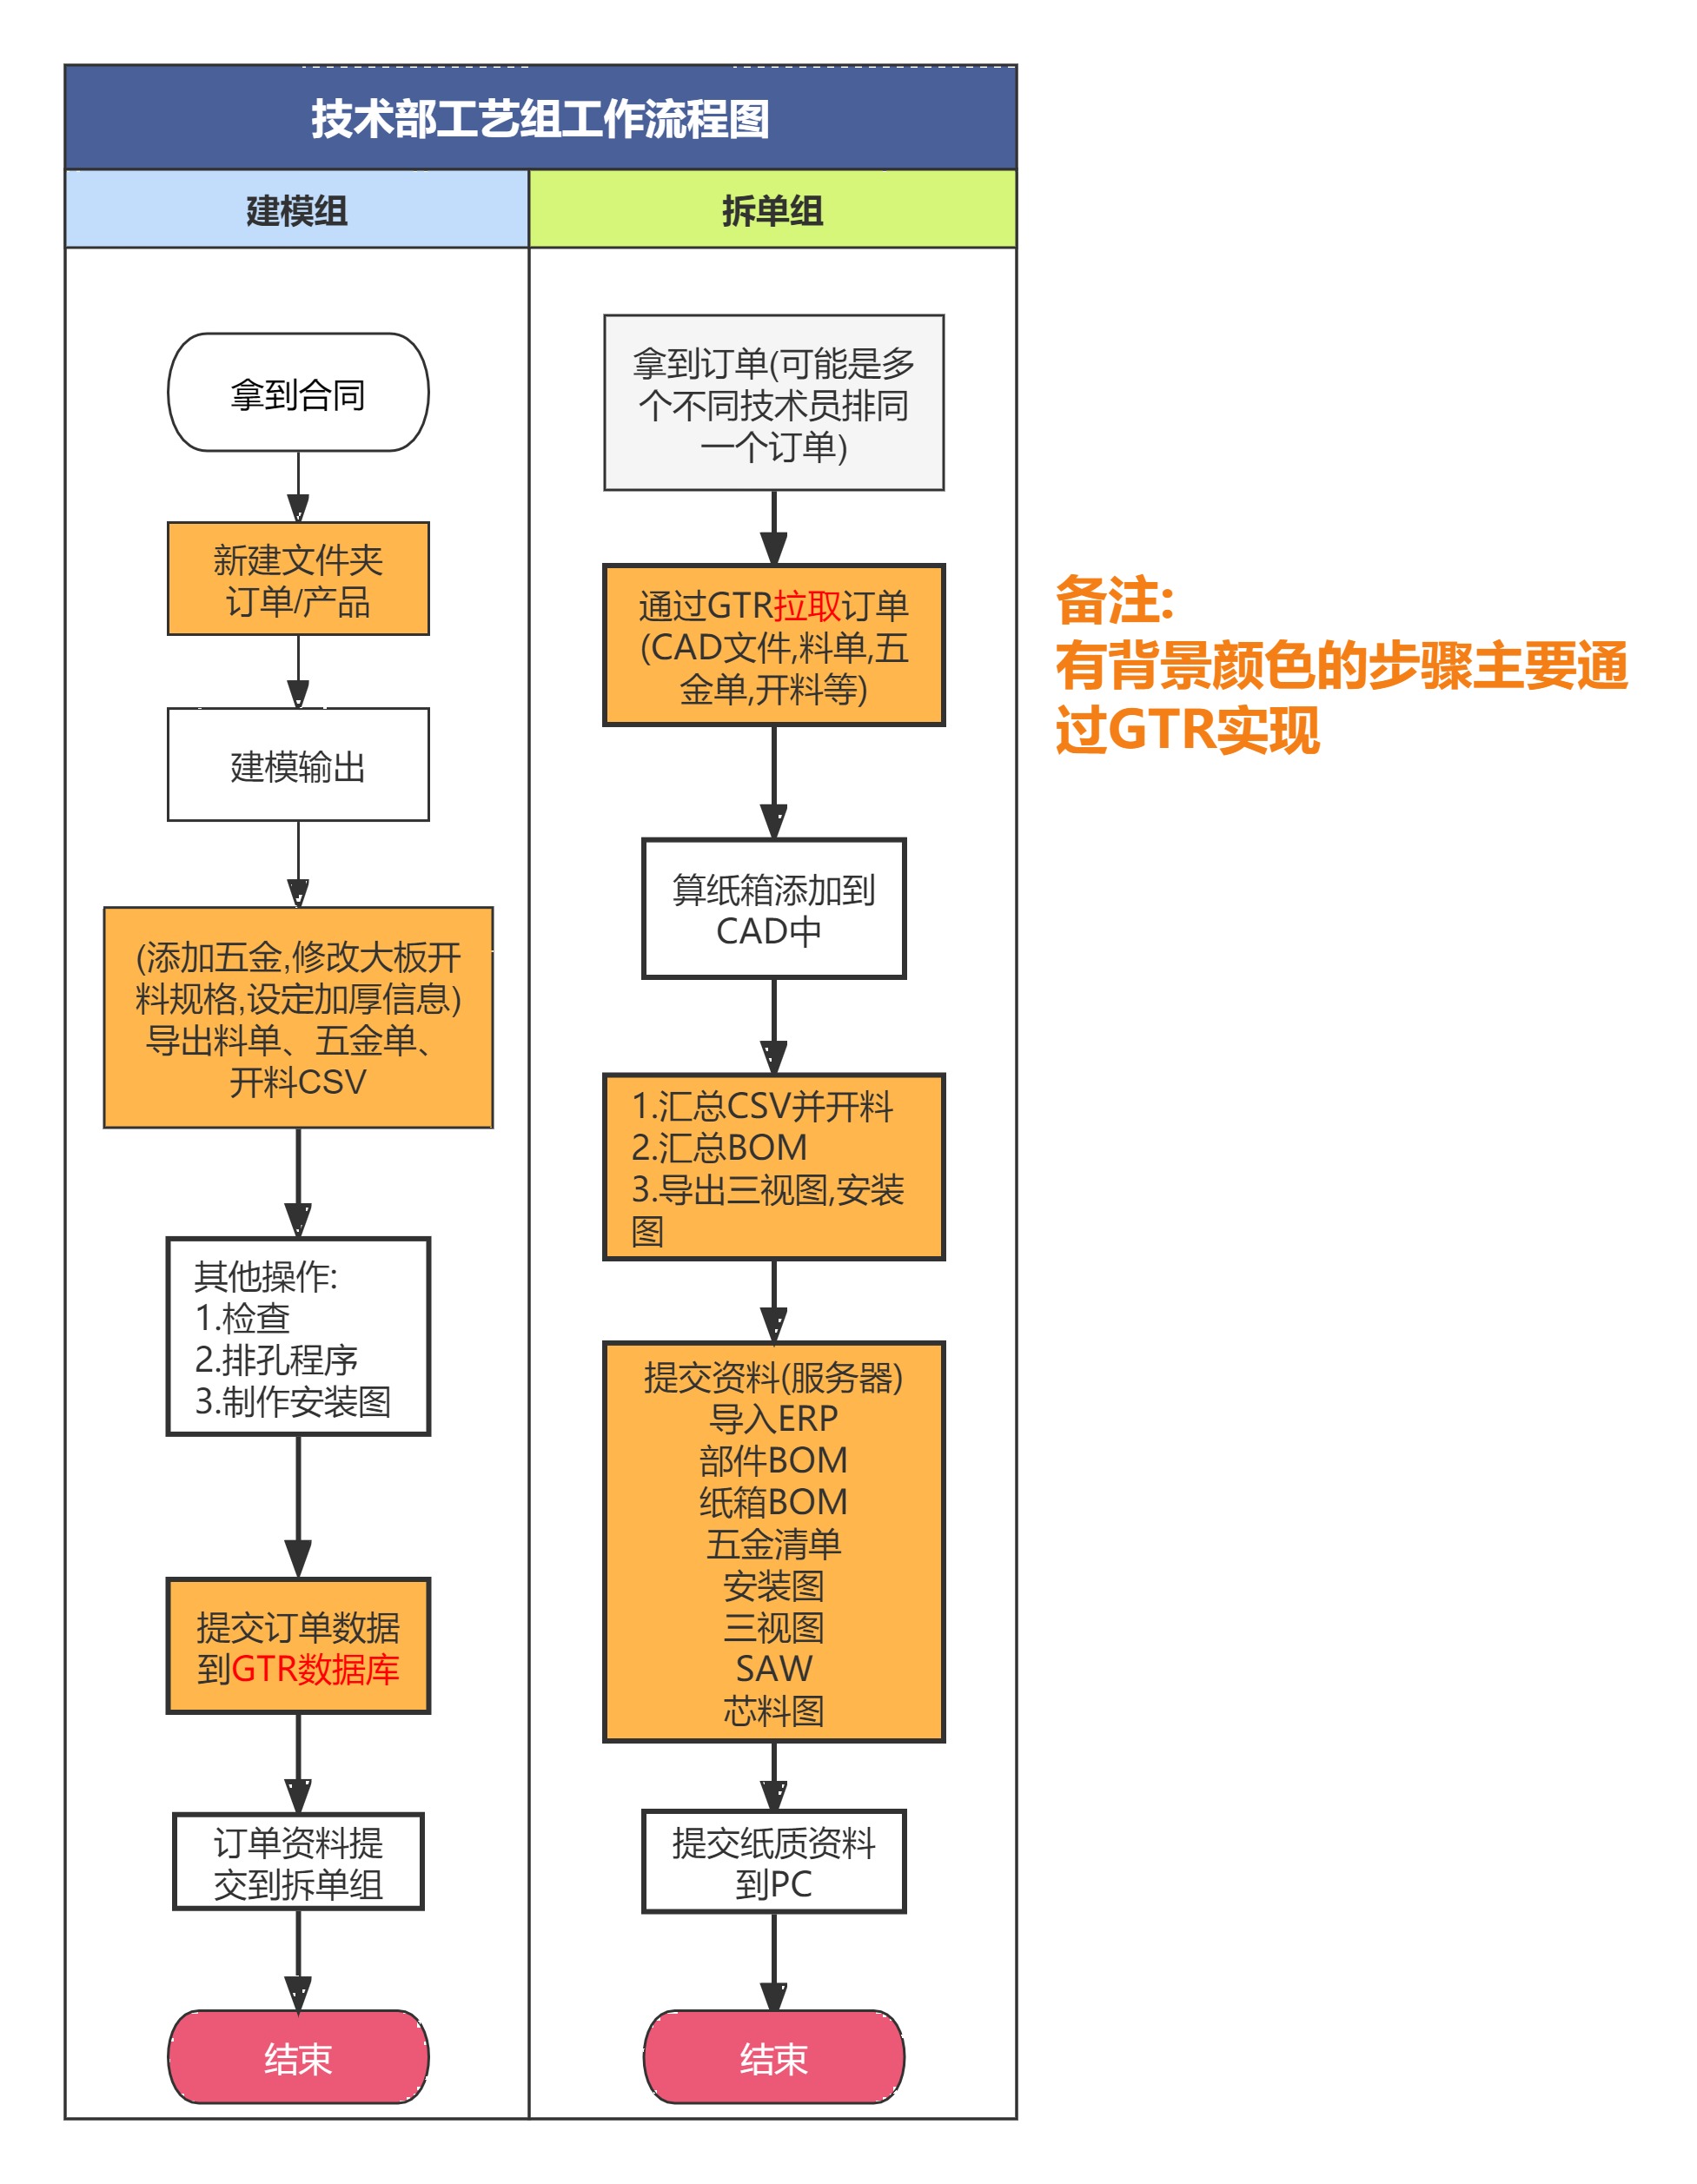 技术部工艺组工作流程图
建模组
拆单组
拿到合同
新建文件夹
订单/产品
建模输出
(添加五金,修改大板开
料规格,设定加厚信息)
导出料单、五金单、
开料CSV
其他操作:
1.检查
2.排孔程序
3.制作安装图
提交订单数据
到GTR数据库
订单资料提
交到拆单组
结束
拿到订单(可能是多
个不同技术员排同
一个订单)
通过GTR拉取订单
(CAD文件,料单,五
金单,开料等)
算纸箱添加到
CAD中
1.汇总CSV并开料
2.汇总BOM
3.导出三视图,安装
图
提交资料(服务器)
导入ERP
部件BOM
纸箱BOM
五金清单
安装图
三视图
SAW
芯料图
提交纸质资料
到PC
结束
备注:
有背景颜色的步骤主要通
过GTR实现